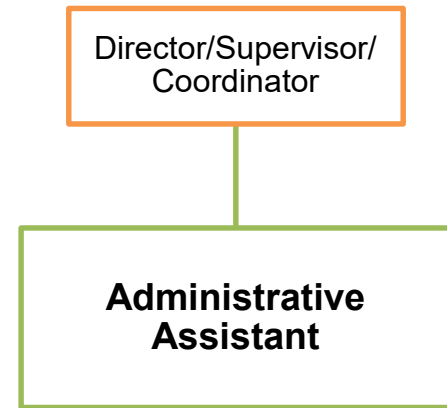 Director/Supervisor/
Coordinator
Administrative
Assistant